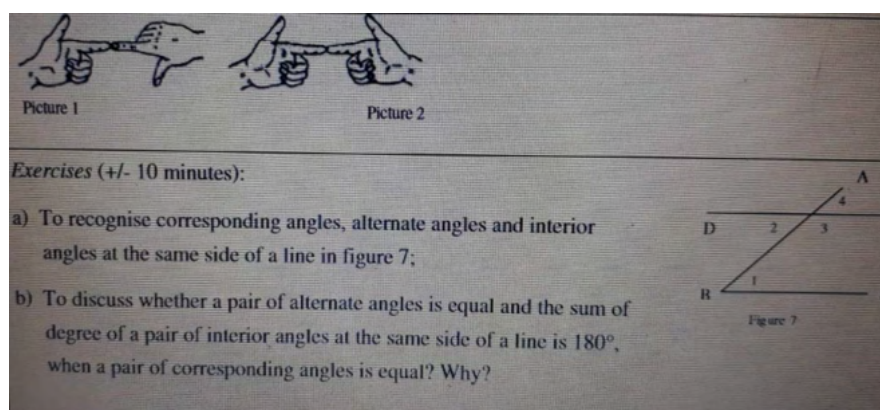 Picture 1
Picture 2
Exercises (+/- 10 minutes):
a) To recognise corresponding angles, alternate angles and interior
angles at the same side of a line in figure 7;
b) To discuss whether a pair of alternate angles is equal and the sum of
degree of a pair of interior angles at the same side of a line is 180°,
when a pair of corresponding angles is equal? Why?
A
4
D 2 3
B 1
Figure 7